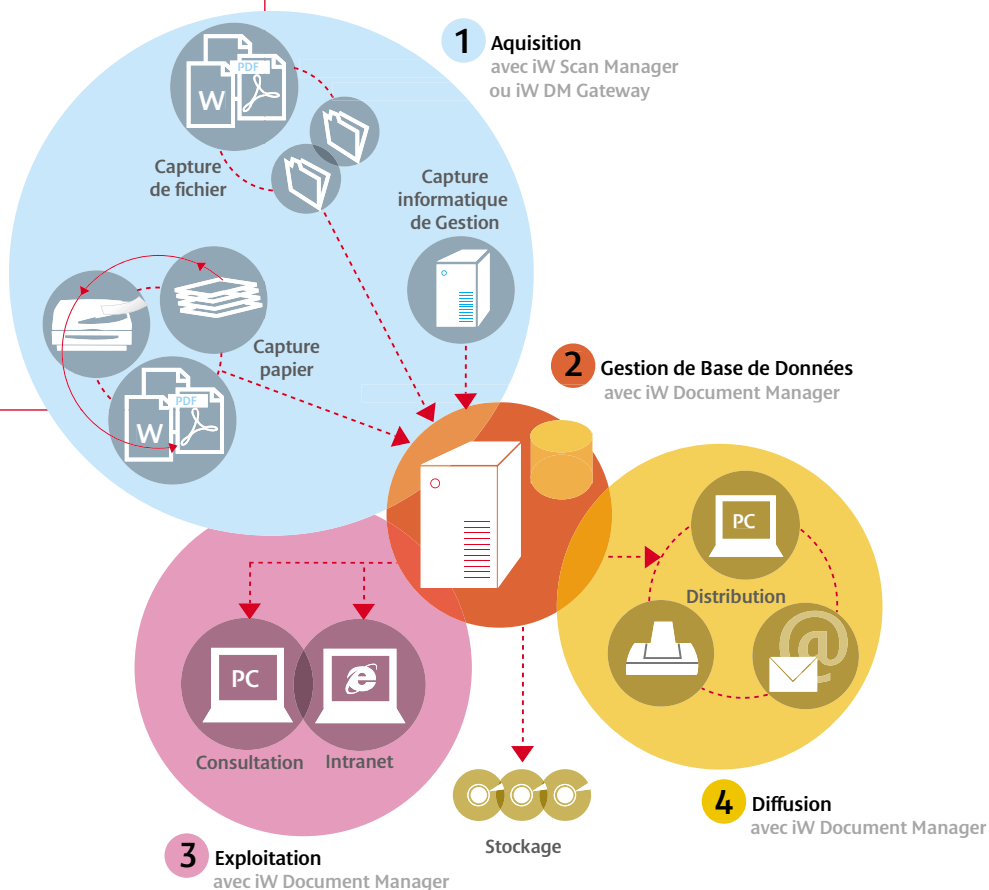 1 Aquisition
avec iW Scan Manager
ou iW DM Gateway
PDF
W
Capture
de fichier
Capture
informatique
de Gestion
Capture
papier
PDF
W
2 Gestion de Base de Données
avec iW Document Manager
PC
Distribution
@
PC
Consultation
Intranet
Stockage
4 Diffusion
avec iW Document Manager
3 Exploitation
avec iW Document Manager